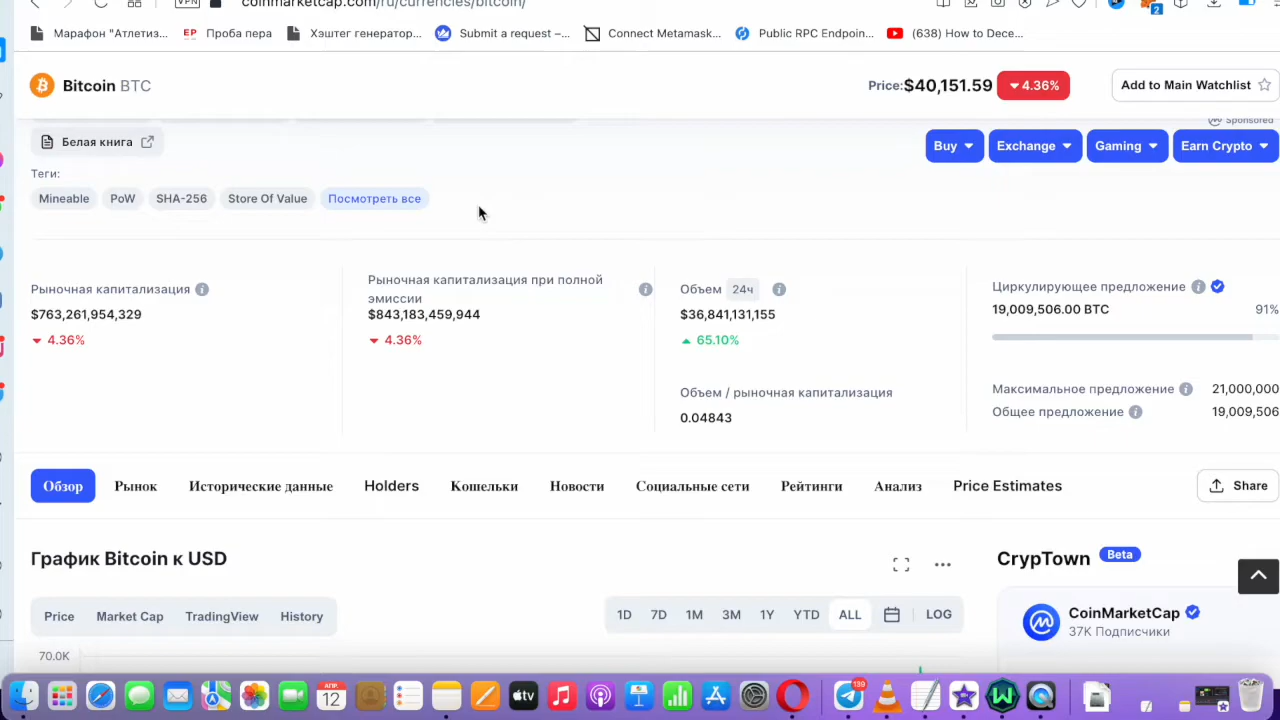 coinmarketcap.com/ru/currencies/bitcoin/
VPN
2
Марафон "Атлетиз...
EP Проба пера
Хэштег генератор...
Submit a request –...
Connect Metamask...
Public RPC Endpoin...
(638) How to Dece...
Bitcoin BTC
Price:$40,151.59
4.36%
Add to Main Watchlist
Sponsored
Белая книга
Buy
Exchange
Gaming
Earn Crypto
Теги:
Mineable
PoW
SHA-256
Store Of Value
Посмотреть все
Рыночная капитализация
$763,261,954,329
4.36%
Рыночная капитализация при полной
эмиссии
$843,183,459,944
4.36%
Объем 24ч
$36,841,131,155
65.10%
Объем / рыночная капитализация
0.04843
Циркулирующее предложение
19,009,506.00 BTC 91%
Максимальное предложение 21,000,000
Общее предложение 19,009,506
Обзор
Рынок
Исторические данные
Holders
Кошельки
Новости
Социальные сети
Рейтинги
Анализ
Price Estimates
Share
График Bitcoin к USD
CrypTown Beta
Price
Market Cap
TradingView
History
1D
7D
1M
3M
1Y
YTD
ALL
LOG
CoinMarketCap
37K Подписчики
70.0K
АПР.
12
tv
139